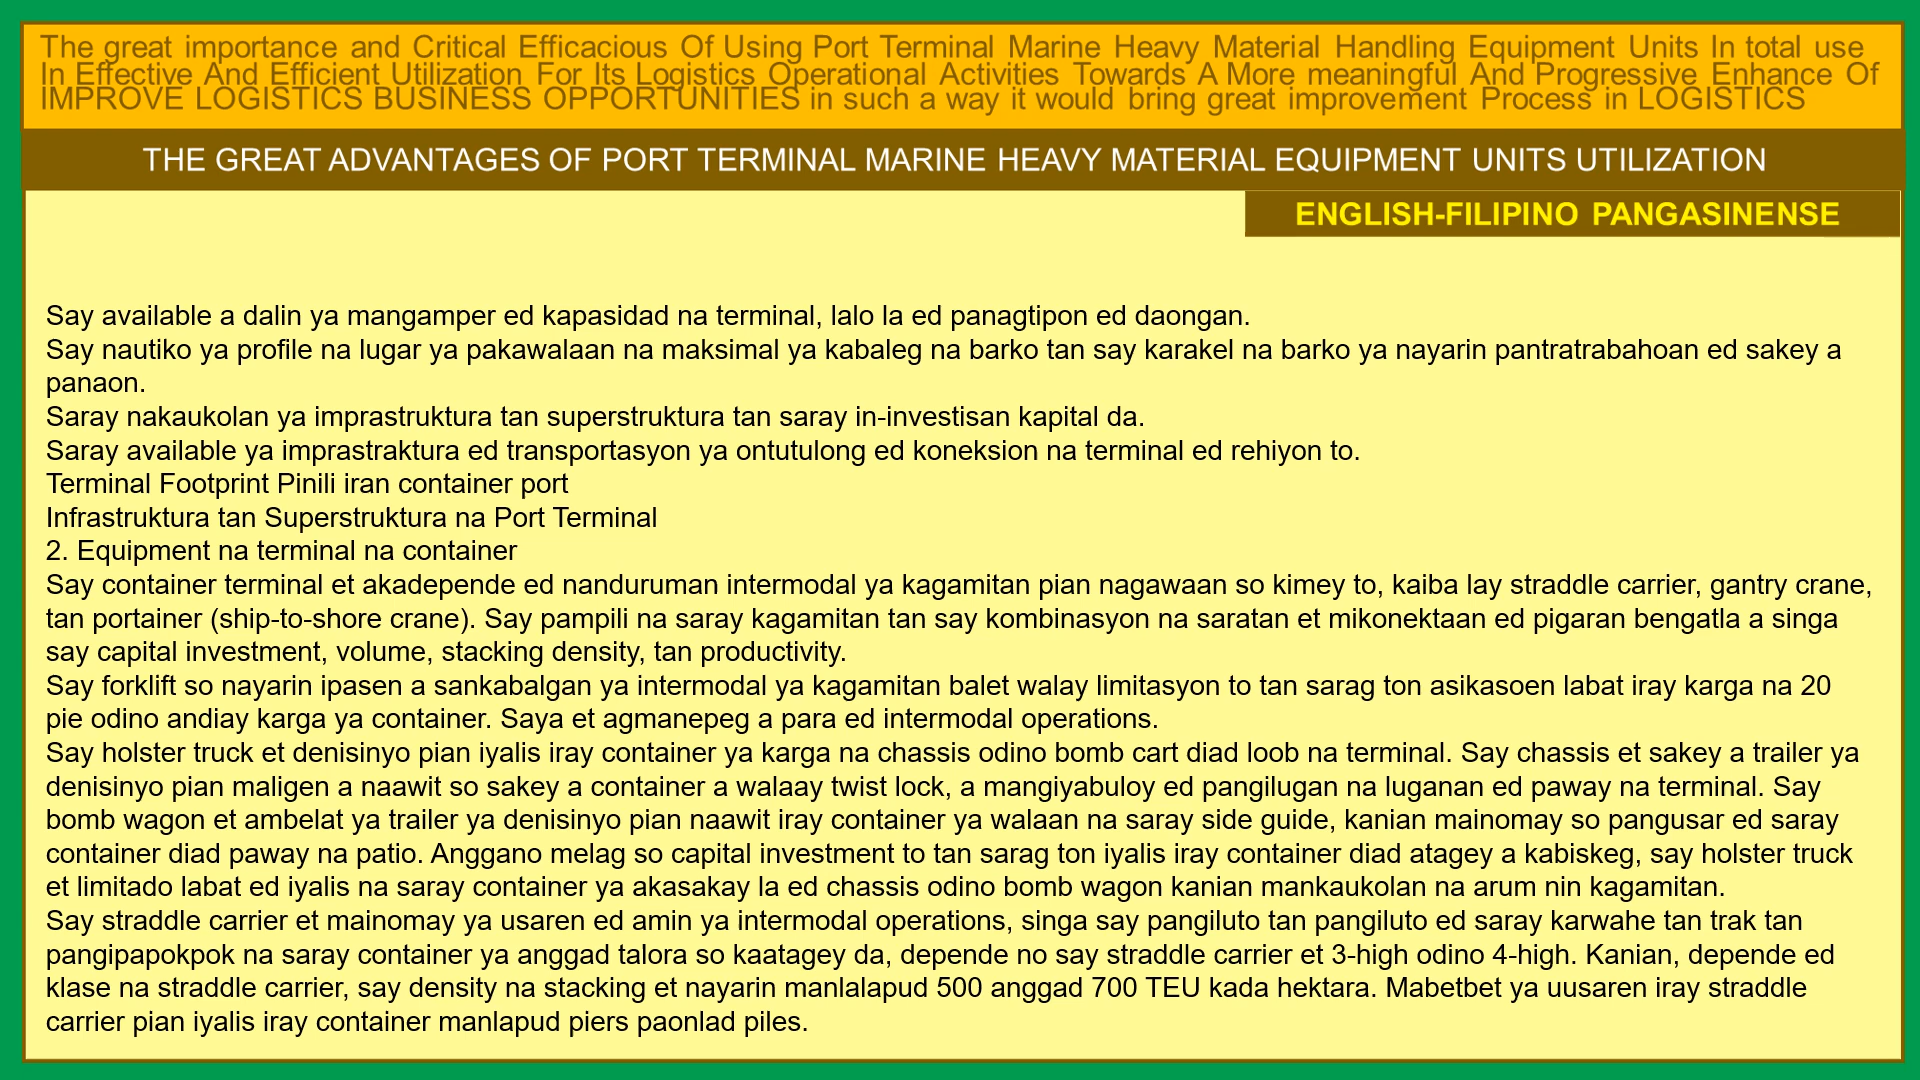 The great importance and Critical Efficacious Of Using Port Terminal Marine Heavy Material Handling Equipment Units In total use
In Effective And Efficient Utilization For Its Logistics Operational Activities Towards A More meaningful And Progressive Enhance Of
IMPROVE LOGISTICS BUSINESS OPPORTUNITIES in such a way it would bring great improvement Process in LOGISTICS
THE GREAT ADVANTAGES OF PORT TERMINAL MARINE HEAVY MATERIAL EQUIPMENT UNITS UTILIZATION
ENGLISH-FILIPINO PANGASINENSE
Say available a dalin ya mangamper ed kapasidad na terminal, lalo la ed panagtipon ed daongan.
Say nautiko ya profile na lugar ya pakawalaan na maksimal ya kabaleg na barko tan say karakel na barko ya nayarin pantratrabahoan ed sakey a
panaon.
Saray nakaukolan ya imprastruktura tan superstruktura tan saray in-investisan kapital da.
Saray available ya imprastraktura ed transportasyon ya ontutulong ed koneksion na terminal ed rehiyon to.
Terminal Footprint Pinili iran container port
Infrastruktura tan Superstruktura na Port Terminal
2. Equipment na terminal na container
Say container terminal et akadepende ed nanduruman intermodal ya kagamitan pian nagawaan so kimey to, kaiba lay straddle carrier, gantry crane,
tan portainer (ship-to-shore crane). Say pampili na saray kagamitan tan say kombinasyon na saratan et mikonektaan ed pigaran bengatla a singa
say capital investment, volume, stacking density, tan productivity.
Say forklift so nayarin ipasen a sankabalgan ya intermodal ya kagamitan balet walay limitasyon to tan sarag ton asikasoen labat iray karga na 20
pie odino andiay karga ya container. Saya et agmanepeg a para ed intermodal operations.
Say holster truck et denisinyo pian iyalis iray container ya karga na chassis odino bomb cart diad loob na terminal. Say chassis et sakey a trailer ya
denisinyo pian maligen a naawit so sakey a container a walaay twist lock, a mangiyabuloy ed pangilugan na luganan ed paway na terminal. Say
bomb wagon et ambelat ya trailer ya denisinyo pian naawit iray container ya walaan na saray side guide, kanian mainomay so pangusar ed saray
container diad paway na patio. Anggano melag so capital investment to tan sarag ton iyalis iray container diad atagey a kabiskeg, say holster truck
et limitado labat ed iyalis na saray container ya akasakay la ed chassis odino bomb wagon kanian mankaukolan na arum nin kagamitan.
Say straddle carrier et mainomay ya usaren ed amin ya intermodal operations, singa say pangiluto tan pangiluto ed saray karwahe tan trak tan
pangipapokpok na saray container ya anggad talora so kaatagey da, depende no say straddle carrier et 3-high odino 4-high. Kanian, depende ed
klase na straddle carrier, say density na stacking et nayarin manlalapud 500 anggad 700 TEU kada hektara. Mabetbet ya uusaren iray straddle
carrier pian iyalis iray container manlapud piers paonlad piles.